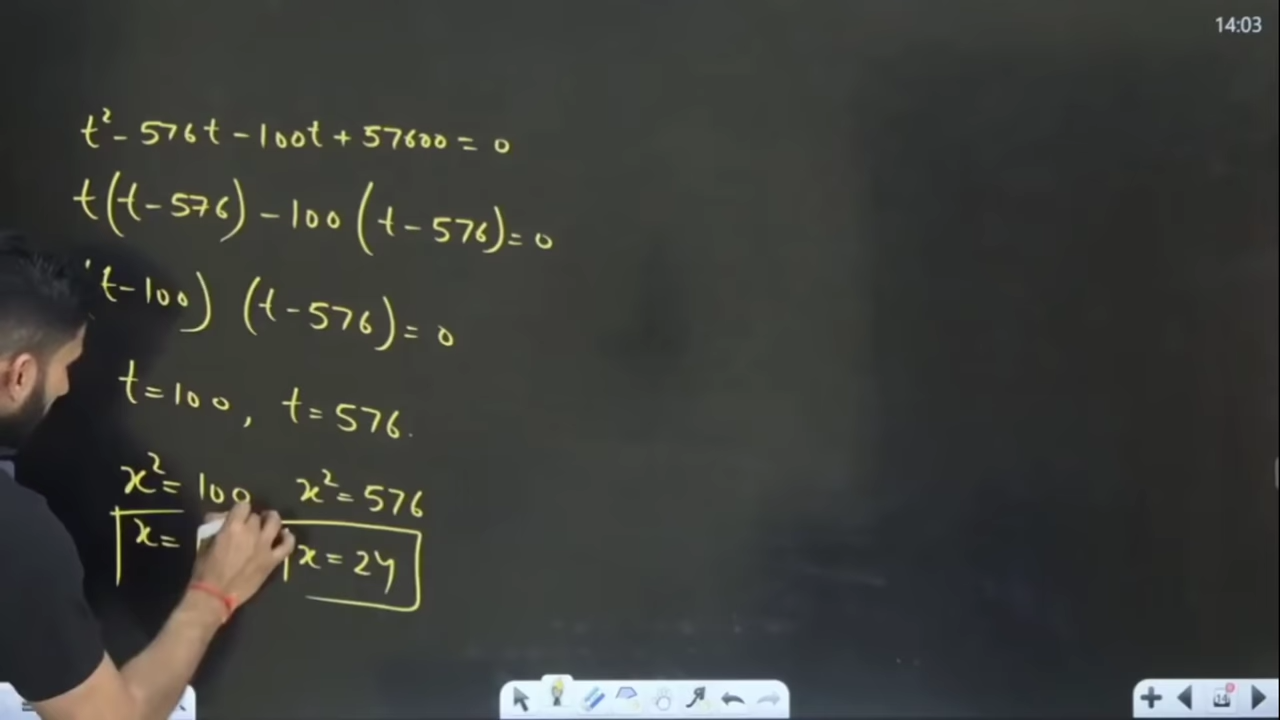 14:03
t² - 576t - 100t + 57600 = 0
t(t - 576) - 100(t - 576) = 0
t - 100) (t - 576) = 0
t = 100, t = 576.
x² = 100 x² = 576
x = x = 24
14